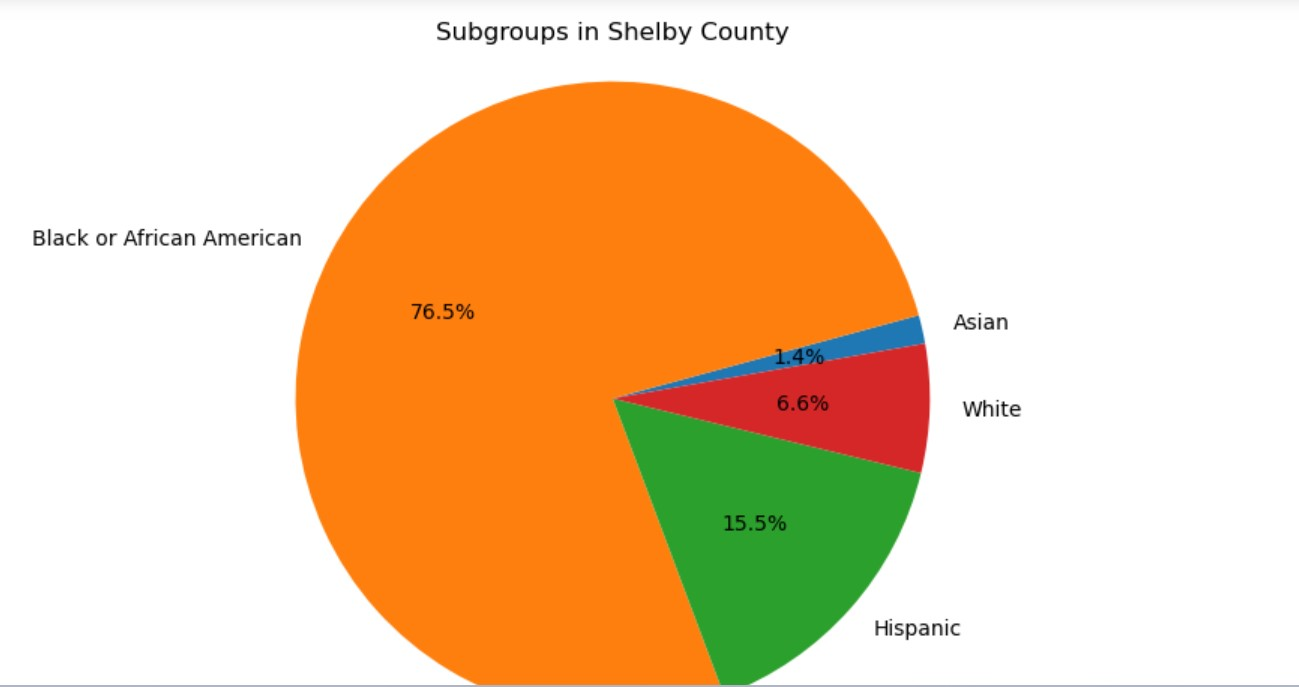 Subgroups in Shelby County
Black or African American
76.5%
Asian
1.4%
White
6.6%
15.5%
Hispanic